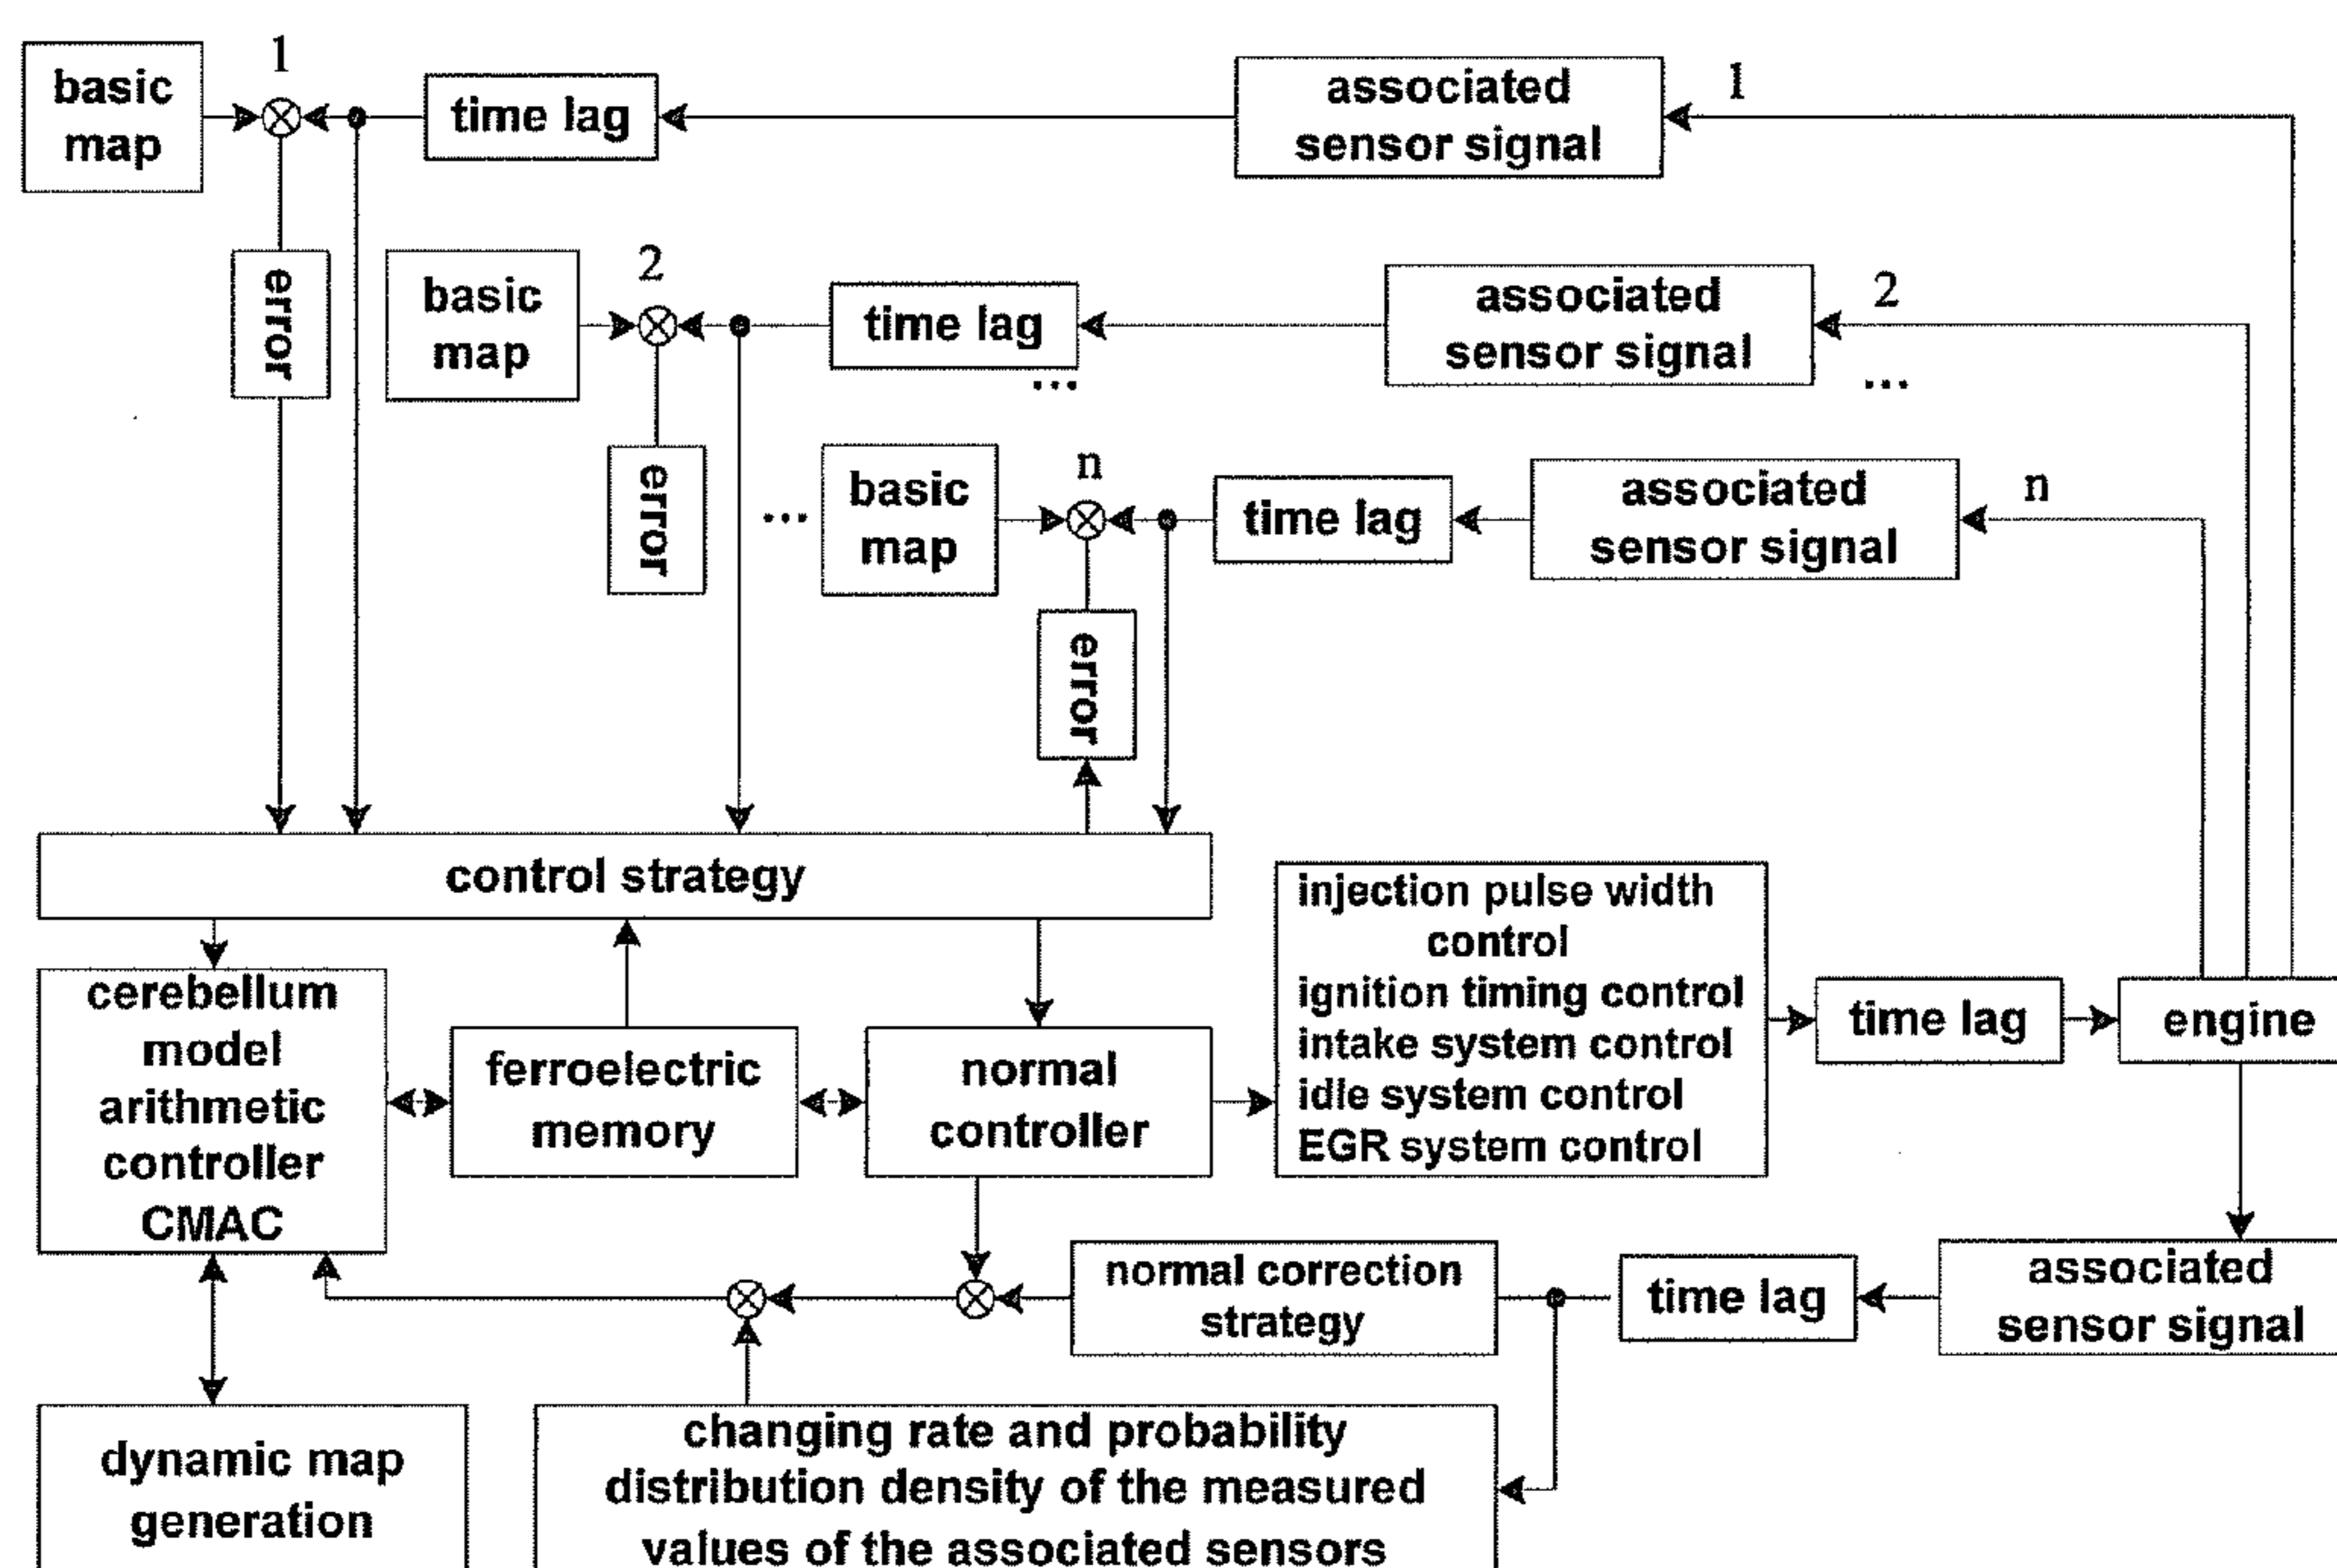 1
basic
map
time lag
associated
sensor signal
1
error
basic
map
2
time lag
...
associated
sensor signal
2
...
error
...
basic
map
n
time lag
associated
sensor signal
n
error
control strategy
cerebellum
model
arithmetic
controller
CMAC
ferroelectric
memory
normal
controller
injection pulse width
control
ignition timing control
intake system control
idle system control
EGR system control
time lag
engine
normal correction
strategy
time lag
associated
sensor signal
dynamic map
generation
changing rate and probability
distribution density of the measured
values of the associated sensors